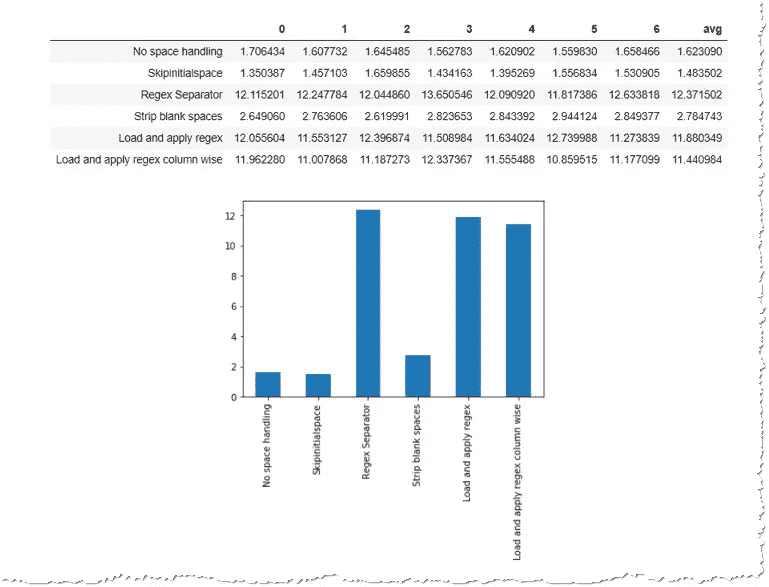 0 1 2 3 4 5 6 avg
No space handling 1.706434 1.607732 1.645485 1.562783 1.620902 1.559830 1.658466 1.623090
Skipinitialspace 1.350387 1.457103 1.659855 1.434163 1.395269 1.556834 1.530905 1.483502
Regex Separator 12.115201 12.247784 12.044860 13.650546 12.090920 11.817386 12.633818 12.371502
Strip blank spaces 2.649060 2.763606 2.619991 2.823653 2.843392 2.944124 2.849377 2.784743
Load and apply regex 12.055604 11.553127 12.396874 11.508984 11.634024 12.739988 11.273839 11.880349
Load and apply regex column wise 11.962280 11.007868 11.187273 12.337367 11.555488 10.859515 11.177099 11.440984
12
10
8
6
4
2
0
No space handling
Skipinitialspace
Regex Separator
Strip blank spaces
Load and apply regex
Load and apply regex column wise